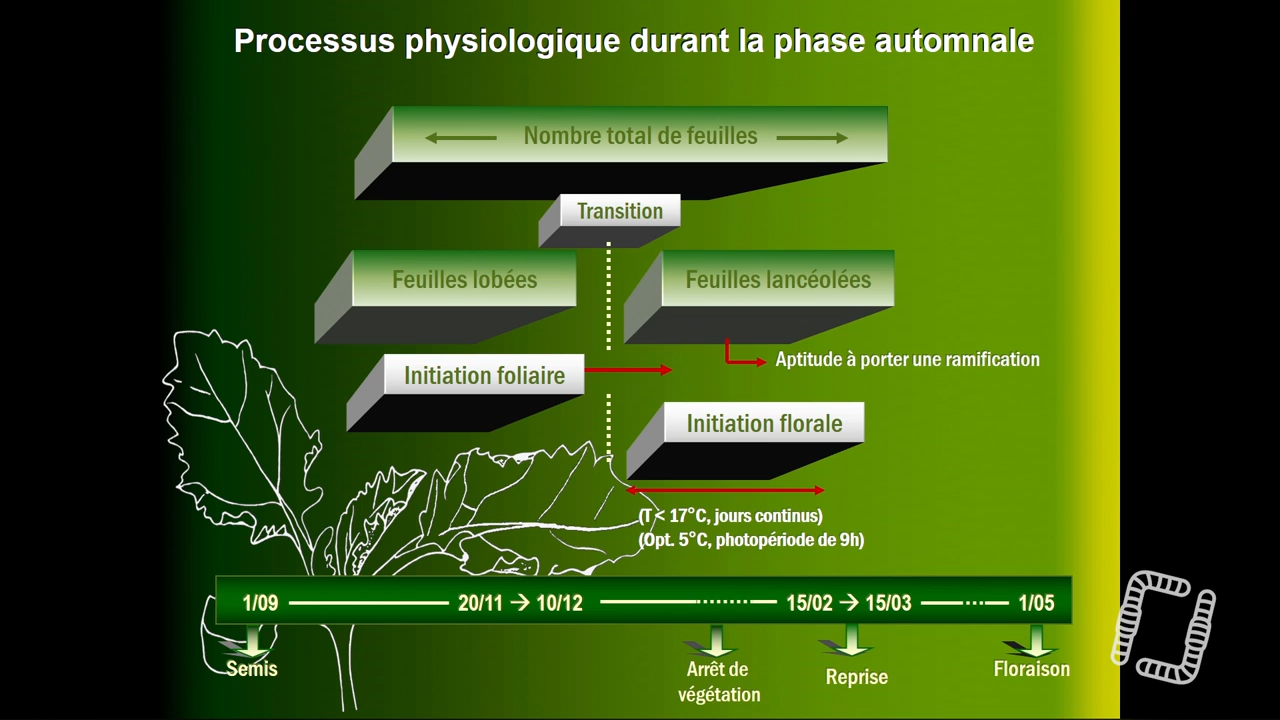 Processus physiologique durant la phase automnale
Nombre total de feuilles
Transition
Feuilles lobées
Feuilles lancéolées
Aptitude à porter une ramification
Initiation foliaire
Initiation florale
(T < 17°C, jours continus)
(Opt. 5°C, photopériode de 9h)
1/09 20/11 → 10/12 15/02 → 15/03 1/05
Semis
Arrêt de
végétation
Reprise
Floraison